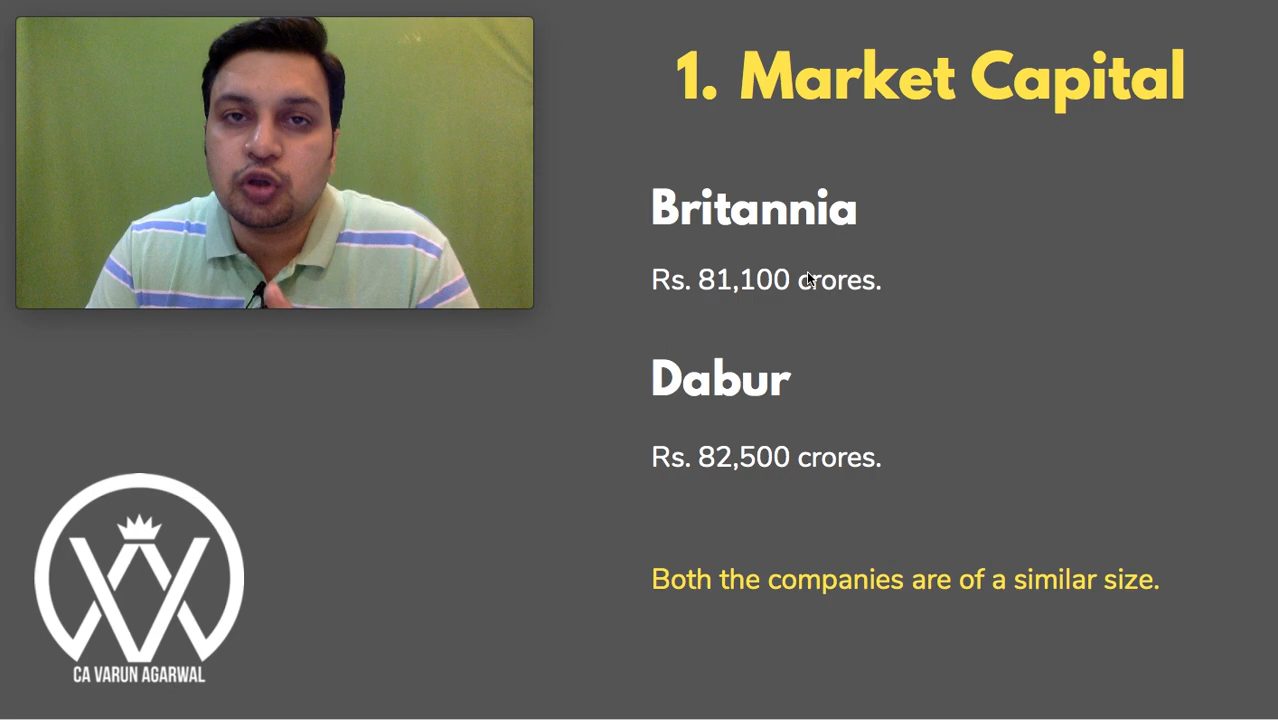 1. Market Capital
Britannia
Rs. 81,100 crores.
Dabur
Rs. 82,500 crores.
Both the companies are of a similar size.
CA VARUN AGARWAL